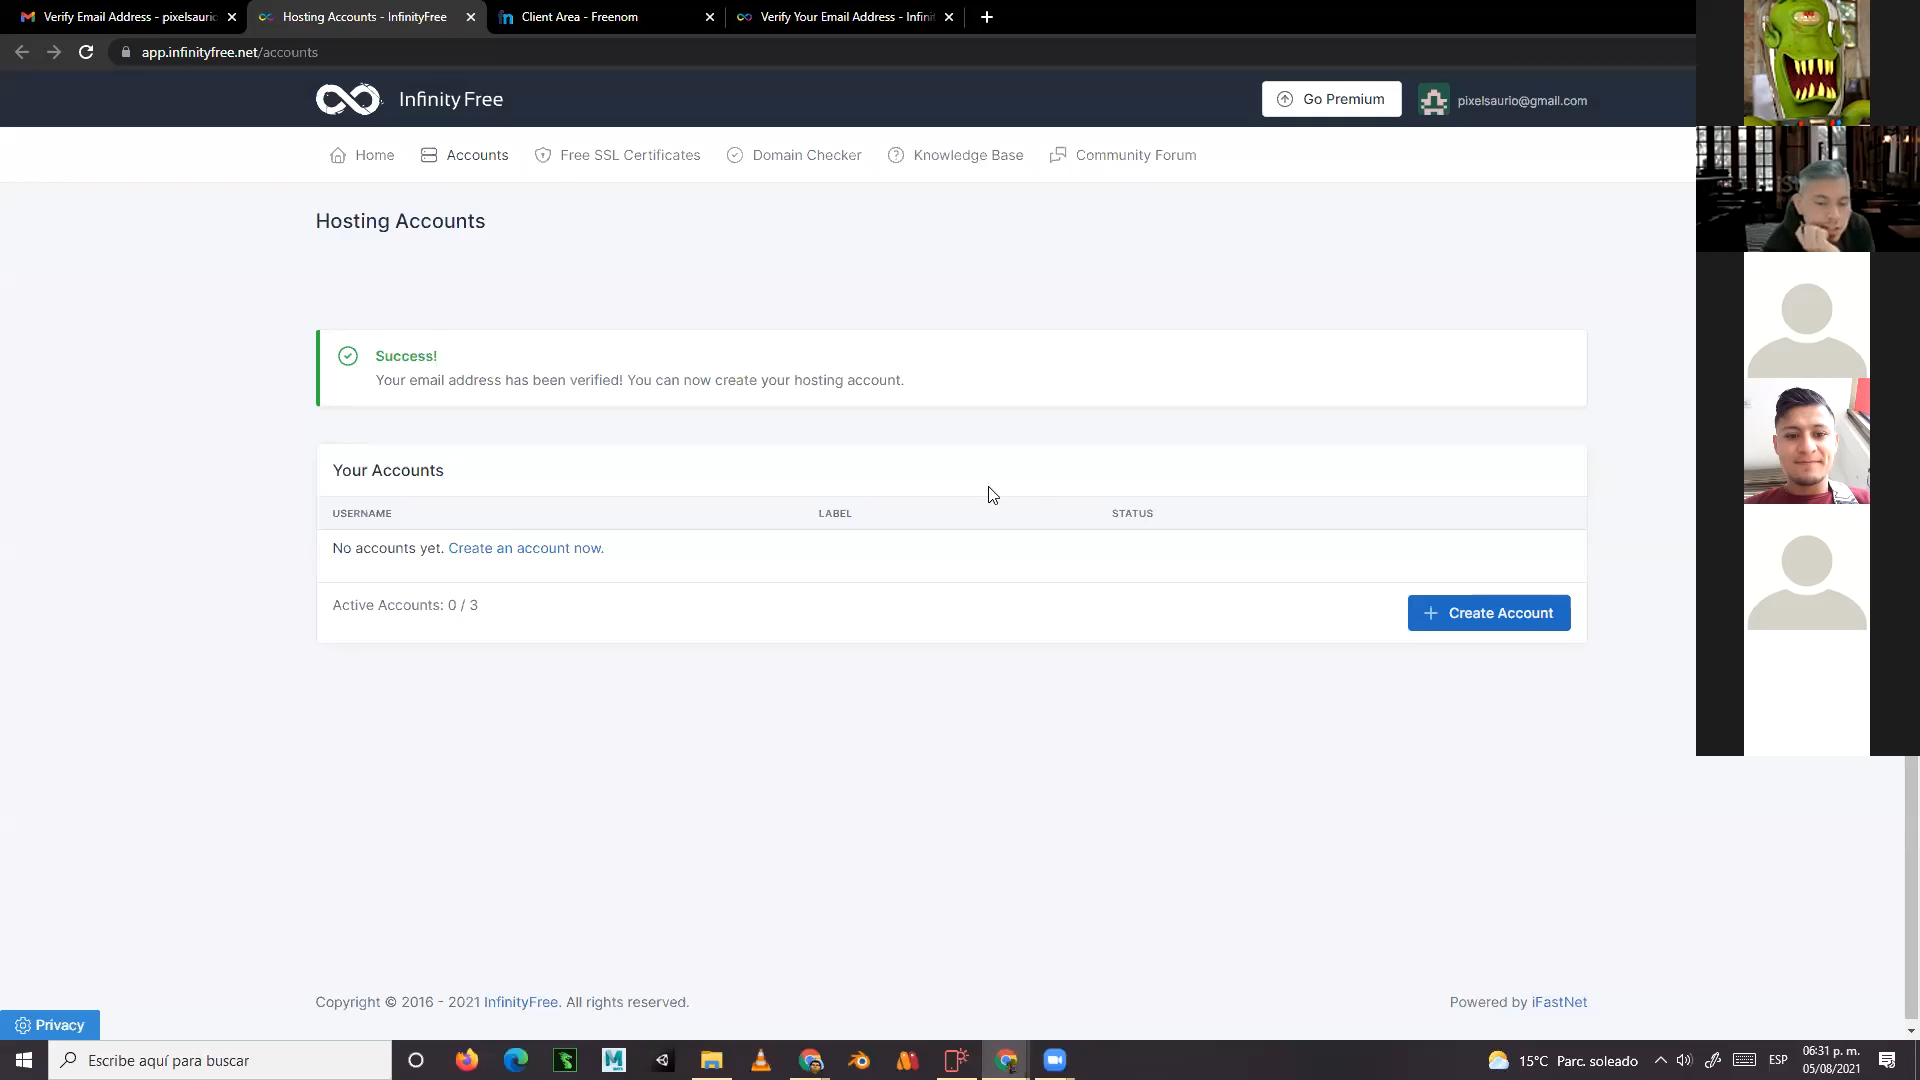 Verify Email Address - pixelsaurio
Hosting Accounts - InfinityFree
Client Area - Freenom
Verify Your Email Address - Infinit
app.infinityfree.net/accounts
Infinity Free
Go Premium
pixelsaurio@gmail.com
Home
Accounts
Free SSL Certificates
Domain Checker
Knowledge Base
Community Forum
Hosting Accounts
Success!
Your email address has been verified! You can now create your hosting account.
Your Accounts
USERNAME
LABEL
STATUS
No accounts yet. Create an account now.
Active Accounts: 0 / 3
Create Account
Copyright © 2016 - 2021 InfinityFree. All rights reserved.
Powered by iFastNet
Privacy
Escribe aquí para buscar
15°C Parc. soleado
ESP
06:31 p. m.
05/08/2021